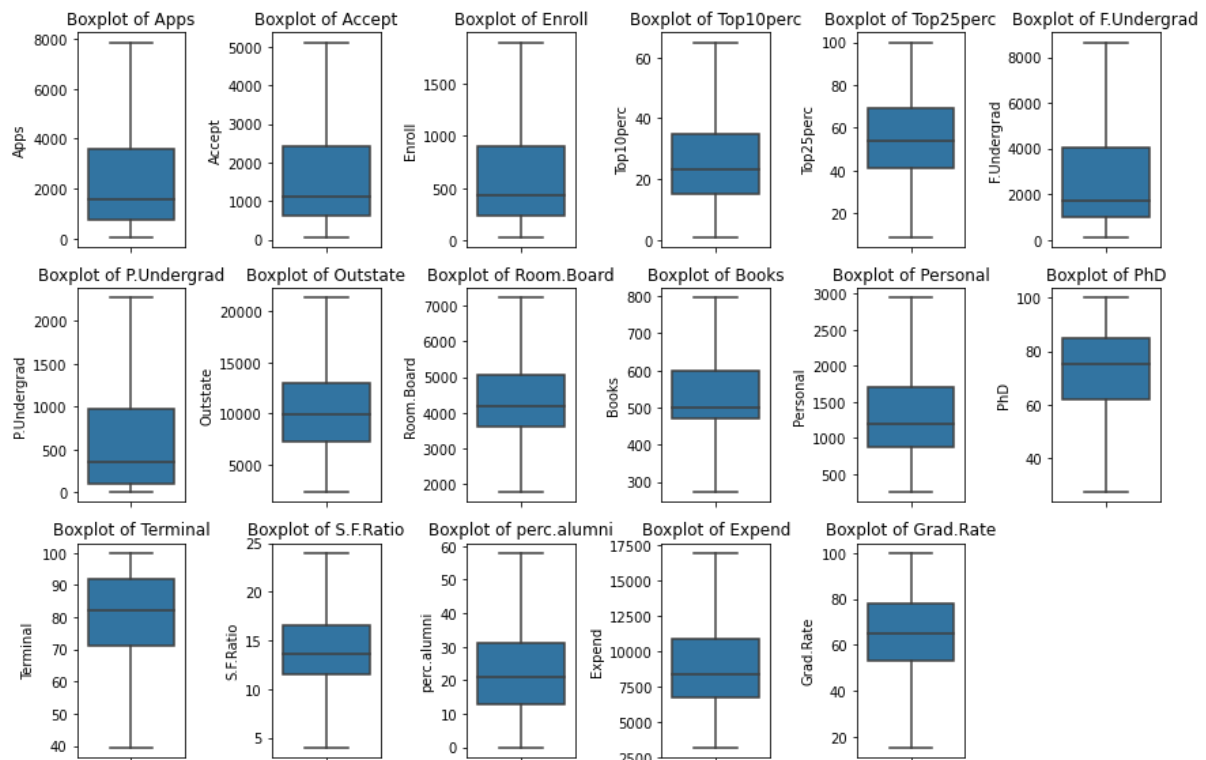 Boxplot of Apps
8000
6000
4000
2000
0
Apps
Boxplot of Accept
5000
4000
3000
2000
1000
0
Accept
Boxplot of Enroll
1500
1000
500
0
Enroll
Boxplot of Top10perc
60
40
20
0
Top10perc
Boxplot of Top25perc
100
80
60
40
20
Top25perc
Boxplot of F.Undergrad
8000
6000
4000
2000
0
F.Undergrad
Boxplot of P.Undergrad
2000
1500
1000
500
0
P.Undergrad
Boxplot of Outstate
20000
15000
10000
5000
Outstate
Boxplot of Room.Board
7000
6000
5000
4000
3000
2000
Room.Board
Boxplot of Books
800
700
600
500
400
300
Books
Boxplot of Personal
3000
2500
2000
1500
1000
500
Personal
Boxplot of PhD
100
80
60
40
PhD
Boxplot of Terminal
100
90
80
70
60
50
40
Terminal
Boxplot of S.F.Ratio
25
20
15
10
5
S.F.Ratio
Boxplot of perc.alumni
60
50
40
30
20
10
0
perc.alumni
Boxplot of Expend
17500
15000
12500
10000
7500
5000
2500
Expend
Boxplot of Grad.Rate
100
80
60
40
20
Grad.Rate